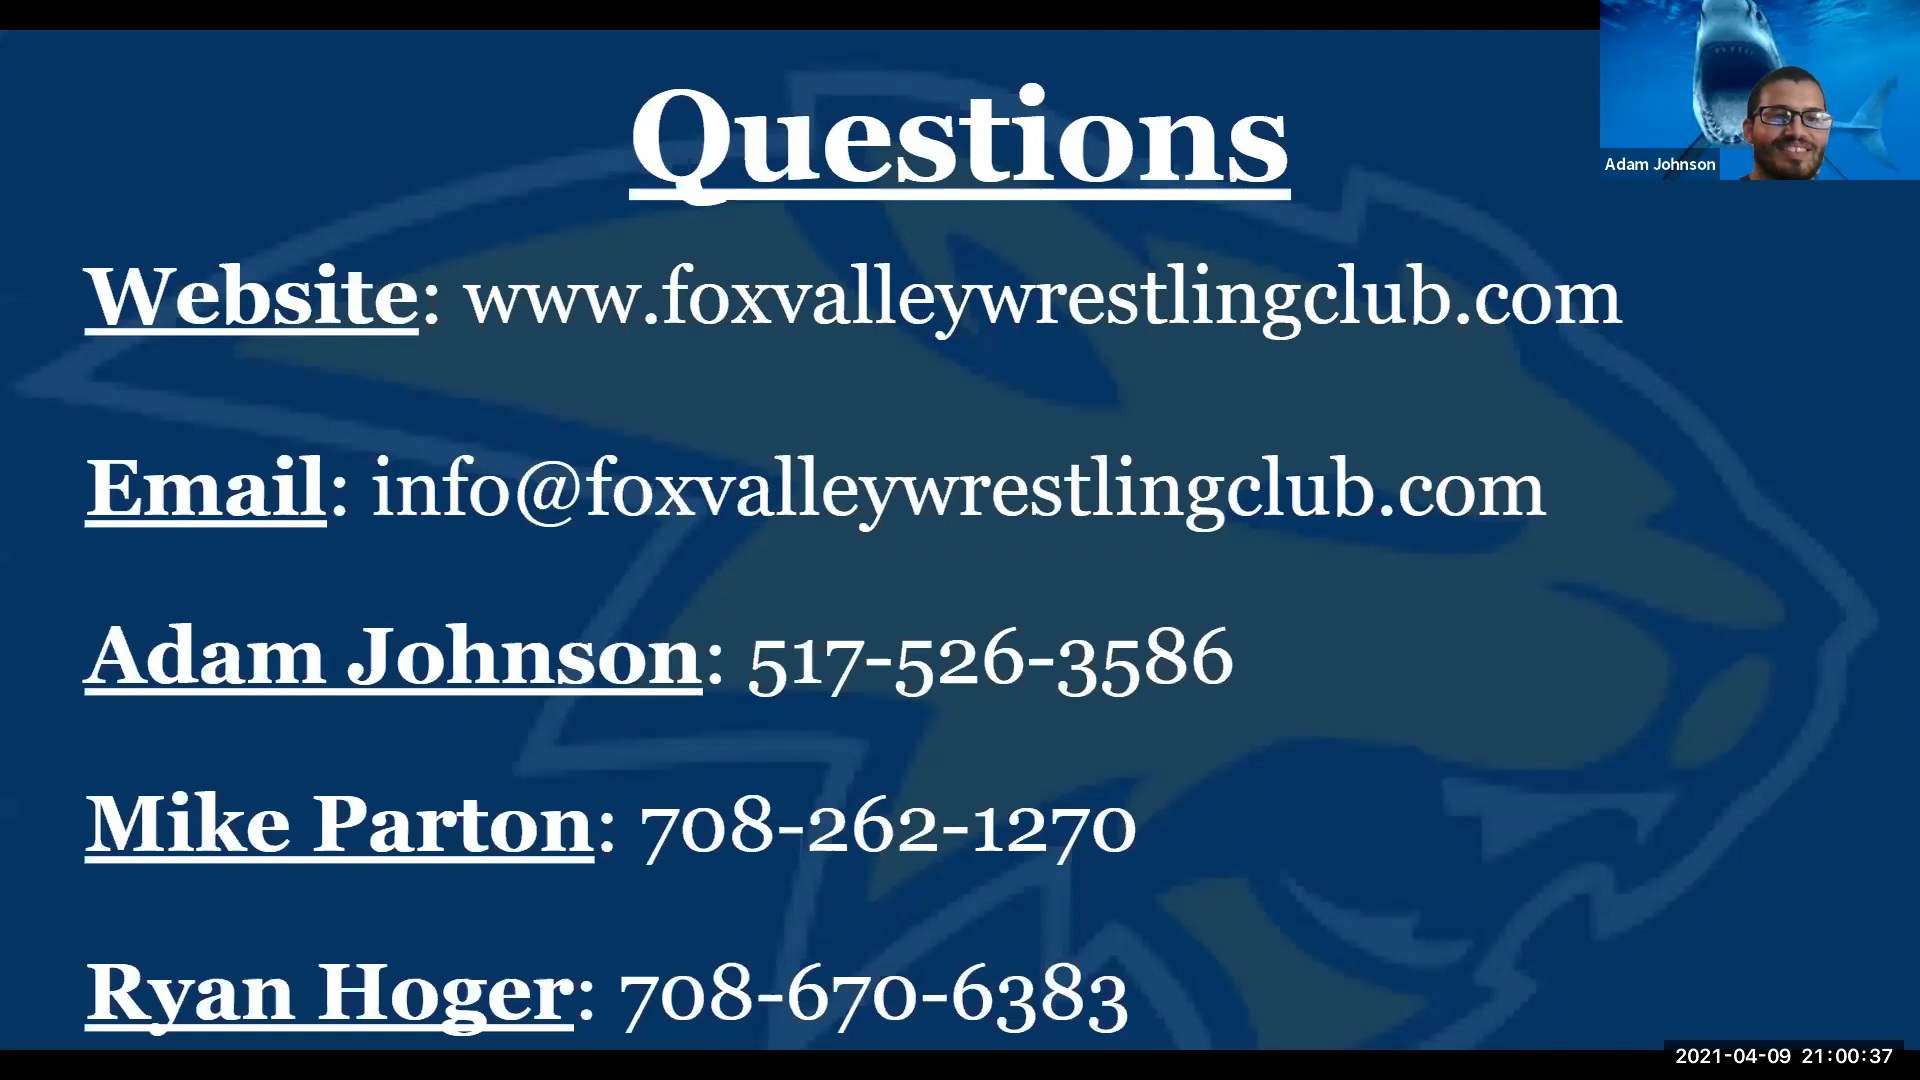 Questions
Adam Johnson
Website: www.foxvalleywrestlingclub.com
Email: info@foxvalleywrestlingclub.com
Adam Johnson: 517-526-3586
Mike Parton: 708-262-1270
Ryan Hoger: 708-670-6383
2021-04-09 21:00:37